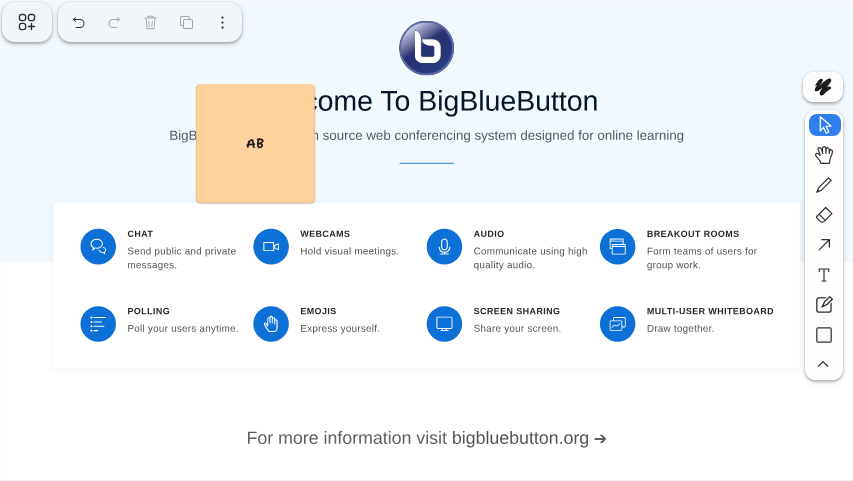 AB
come To BigBlueButton
BigB n source web conferencing system designed for online learning
CHAT
Send public and private
messages.
WEBCAMS
Hold visual meetings.
AUDIO
Communicate using high
quality audio.
BREAKOUT ROOMS
Form teams of users for
group work.
POLLING
Poll your users anytime.
EMOJIS
Express yourself.
SCREEN SHARING
Share your screen.
MULTI-USER WHITEBOARD
Draw together.
For more information visit bigbluebutton.org ➔